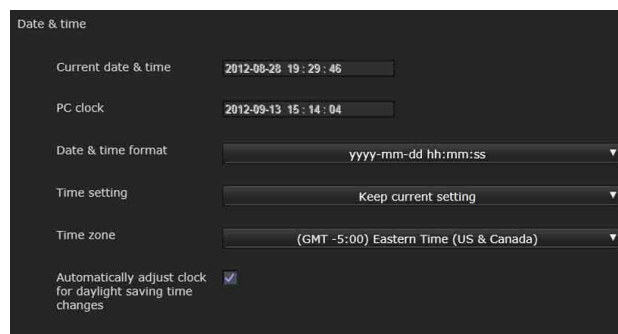 Date & time
Current date & time 2012-08-28 19 : 29 : 46
PC clock 2012-09-13 15 : 14 : 04
Date & time format yyyy-mm-dd hh:mm:ss
Time setting Keep current setting
Time zone (GMT -5:00) Eastern Time (US & Canada)
Automatically adjust clock
for daylight saving time
changes